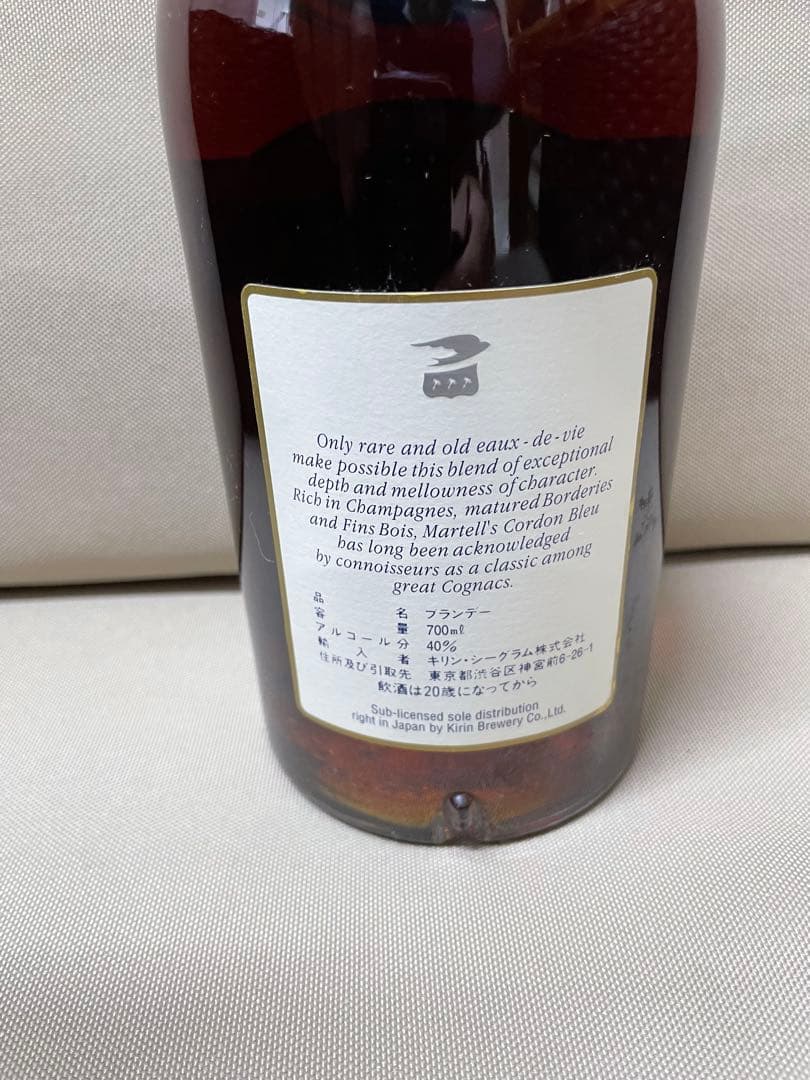 Only rare and old eaux-de-vie
make possible this blend of exceptional
depth and mellowness of character.
Rich in Champagnes, matured Borderies
and Fins Bois, Martell's Cordon Bleu
has long been acknowledged
by connoisseurs as a classic among
great Cognacs.
品名 ブランデー
容量 700mℓ
アルコール分 40%
輸入者 キリン・シーグラム株式会社
住所及び引取先 東京都渋谷区神宮前6-26-1
飲酒は20歳になってから
Sub-licensed sole distribution
right in Japan by Kirin Brewery Co.,Ltd.